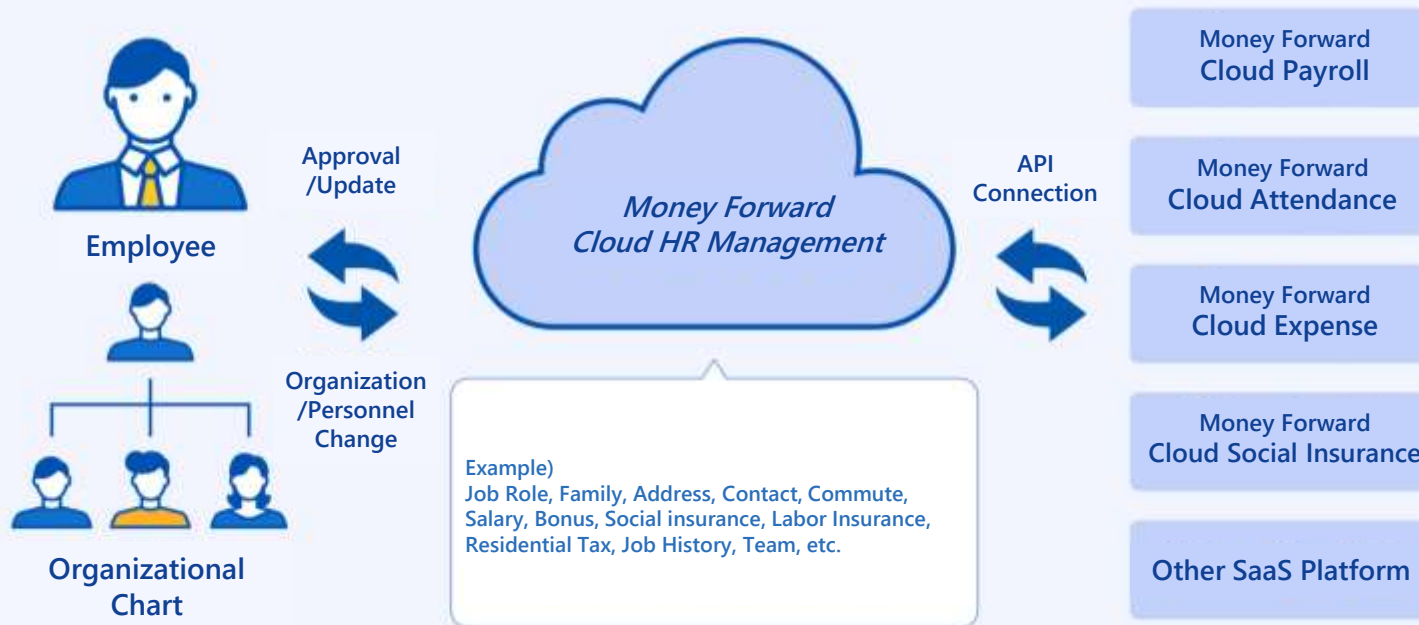 Employee
Organizational
Chart
Approval
/Update
Organization
/Personnel
Change
Money Forward
Cloud HR Management
Example)
Job Role, Family, Address, Contact, Commute,
Salary, Bonus, Social insurance, Labor Insurance,
Residential Tax, Job History, Team, etc.
API
Connection
Money Forward
Cloud Payroll
Money Forward
Cloud Attendance
Money Forward
Cloud Expense
Money Forward
Cloud Social Insurance
Other SaaS Platform